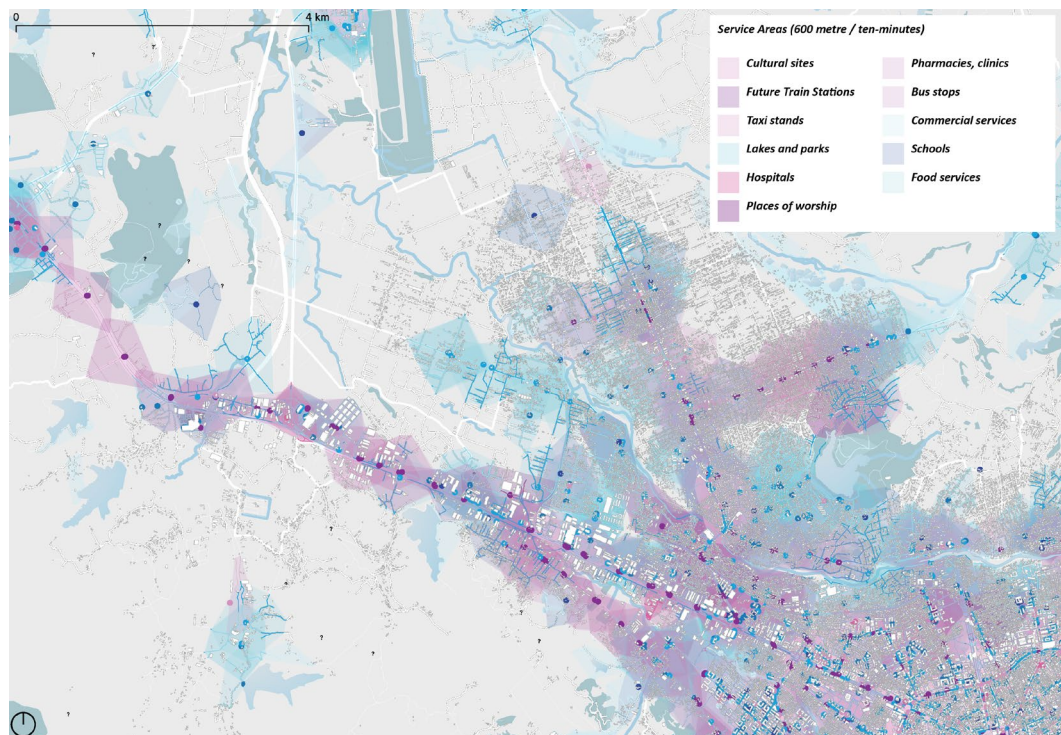 0
4 km
Service Areas (600 metre / ten-minutes)
Cultural sites
Future Train Stations
Taxi stands
Lakes and parks
Hospitals
Places of worship
Pharmacies, clinics
Bus stops
Commercial services
Schools
Food services
?
?
?
?
?
?
?
?
?
?
?
?
?